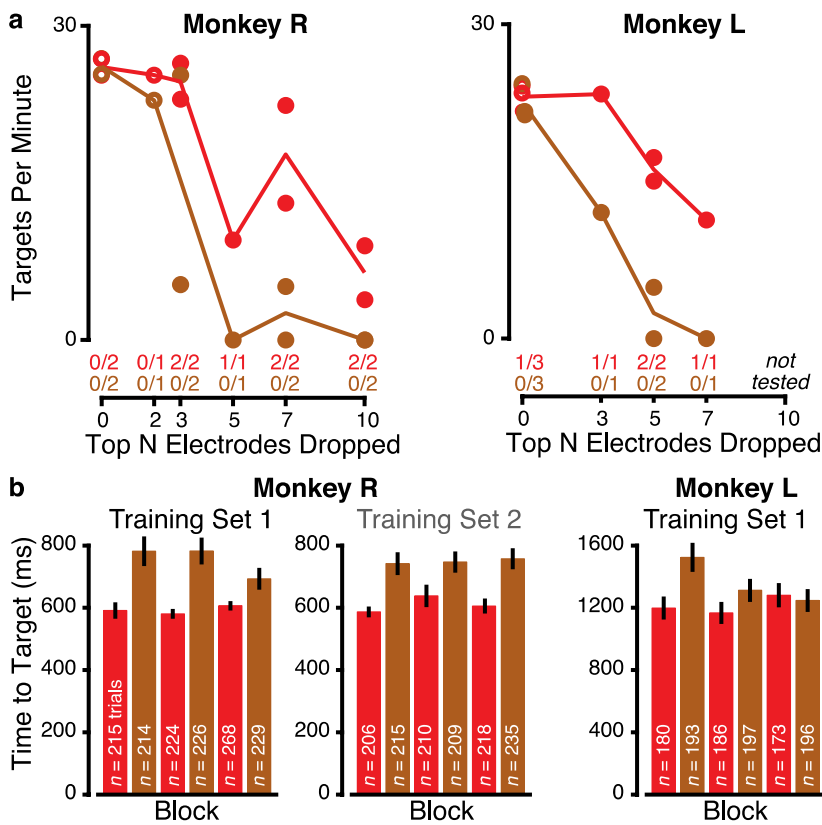 a
Monkey R
Monkey L
30
30
Targets Per Minute
0
0
0/2 0/1 2/2 1/1 2/2 2/2
0/2 0/1 0/2 0/1 0/2 0/2
1/3 1/1 2/2 1/1 not
0/3 0/1 0/2 0/1 tested
0 2 3 5 7 10
0 3 5 7 10
Top N Electrodes Dropped
Top N Electrodes Dropped
b
Monkey R
Monkey L
Training Set 1
Training Set 2
Training Set 1
Time to Target (ms)
800
600
400
200
0
n = 215 trials
n = 214
n = 224
n = 226
n = 268
n = 229
Block
800
600
400
200
0
n = 206
n = 215
n = 210
n = 209
n = 218
n = 235
Block
1600
1200
800
400
0
n = 180
n = 193
n = 186
n = 197
n = 173
n = 196
Block